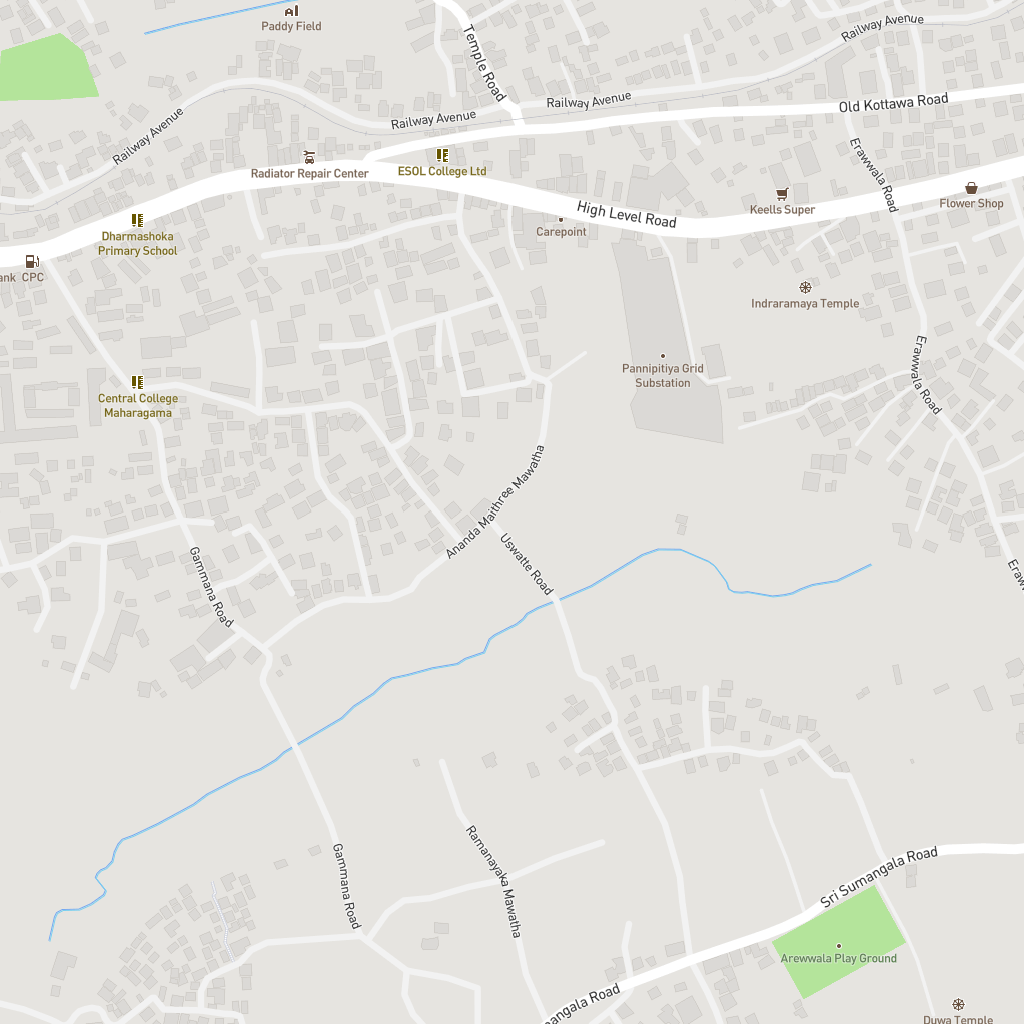 Paddy Field
Temple Road
Railway Avenue
Railway Avenue
Railway Avenue
Railway Avenue
Old Kottawa Road
Radiator Repair Center
ESOL College Ltd
Erawwala Road
Keells Super
Flower Shop
High Level Road
Carepoint
Dharmashoka
Primary School
ank CPC
Indraramaya Temple
Pannipitiya Grid
Substation
Erawwala Road
Central College
Maharagama
Ananda Maithree Mawatha
Uswatte Road
Gammana Road
Eraww
Ramanayaka Mawatha
Gammana Road
Sri Sumangala Road
Arewwala Play Ground
mangala Road
Duwa Temple